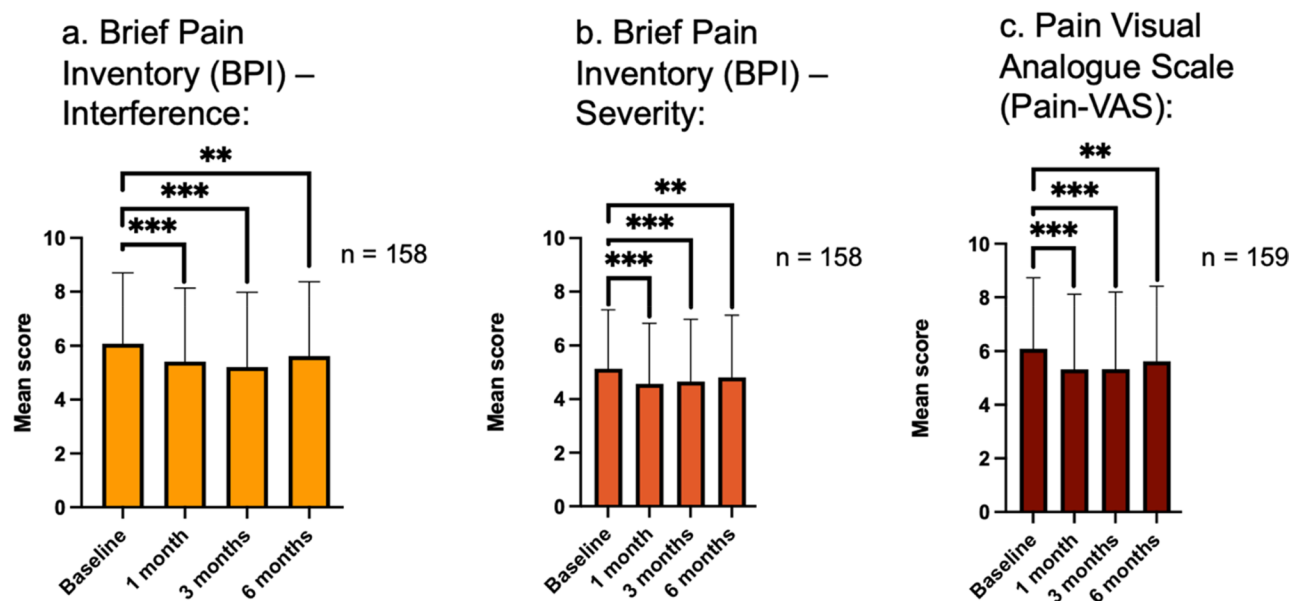 a. Brief Pain
Inventory (BPI) –
Interference:
**
***
***
10
8
6
4
2
0
Mean score
n = 158
Baseline
1 month
3 months
6 months
b. Brief Pain
Inventory (BPI) –
Severity:
**
***
***
10
8
6
4
2
0
Mean score
n = 158
Baseline
1 month
3 months
6 months
c. Pain Visual
Analogue Scale
(Pain-VAS):
**
***
***
10
8
6
4
2
0
Mean score
n = 159
Baseline
1 month
3 months
6 months